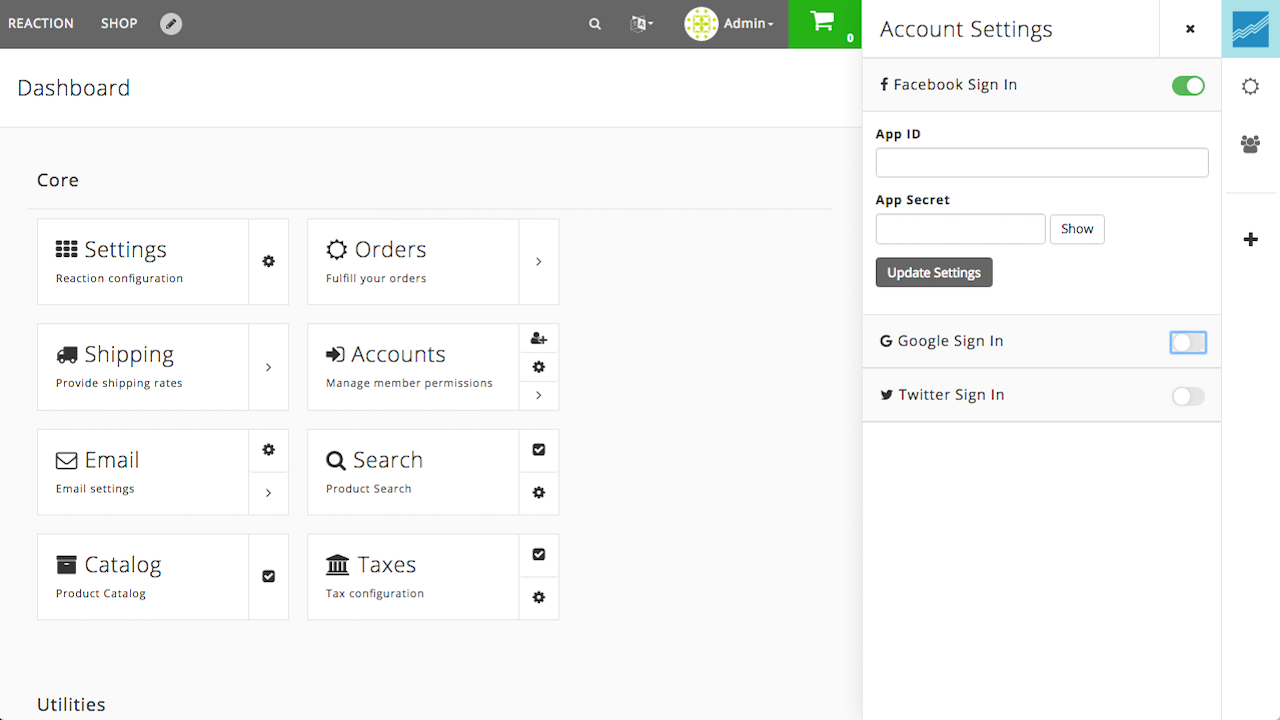 REACTION SHOP Admin 0
Dashboard
Core
Settings
Reaction configuration
Orders
Fulfill your orders
Shipping
Provide shipping rates
Accounts
Manage member permissions
Email
Email settings
Search
Product Search
Catalog
Product Catalog
Taxes
Tax configuration
Utilities
Account Settings
Facebook Sign In
App ID
App Secret
Show
Update Settings
Google Sign In
Twitter Sign In